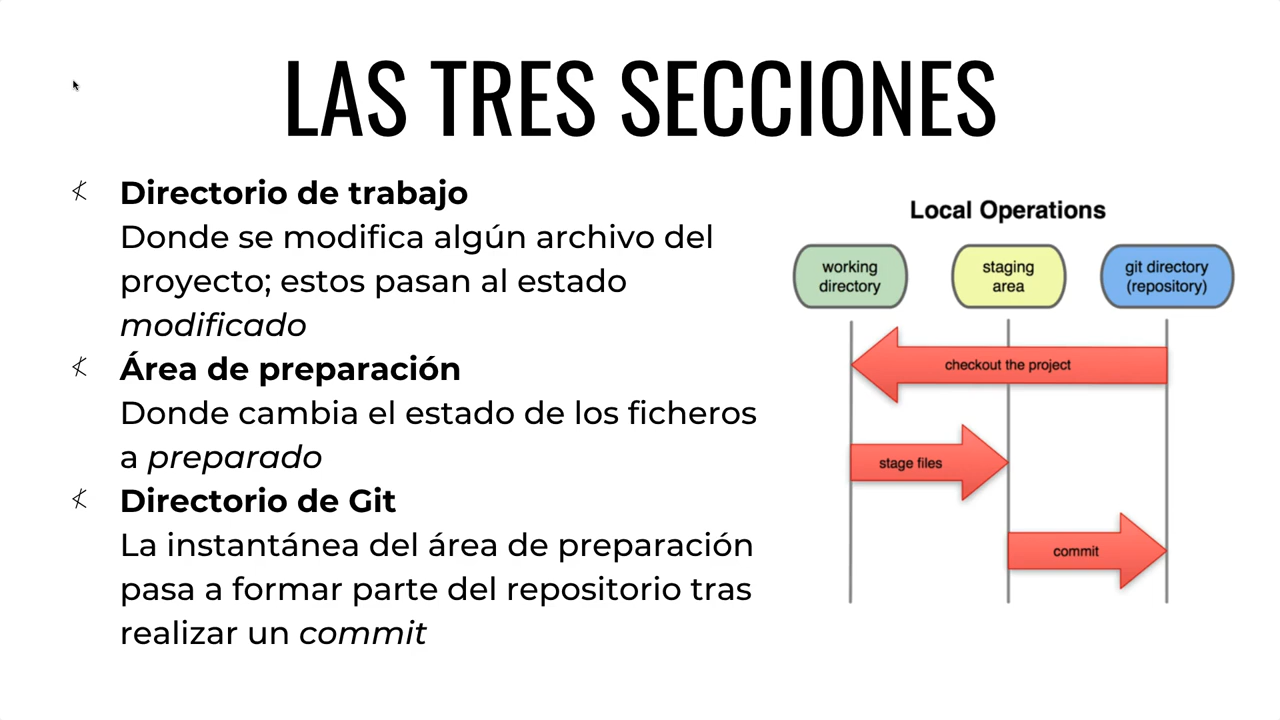 LAS TRES SECCIONES
Directorio de trabajo
Donde se modifica algún archivo del
proyecto; estos pasan al estado
modificado
Área de preparación
Donde cambia el estado de los ficheros
a preparado
Directorio de Git
La instantánea del área de preparación
pasa a formar parte del repositorio tras
realizar un commit
Local Operations
working
directory
staging
area
git directory
(repository)
checkout the project
stage files
commit